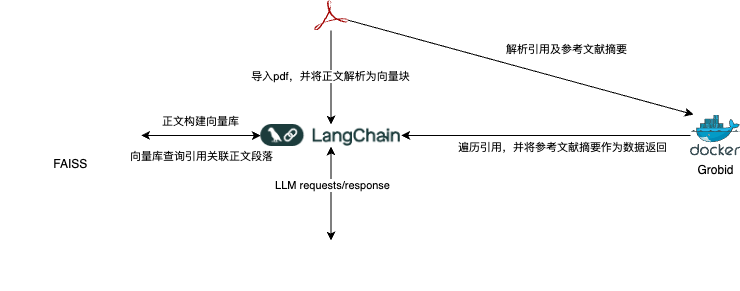 解析引用及参考文献摘要
导入pdf，并将正文解析为向量块
正文构建向量库
LangChain
遍历引用，并将参考文献摘要作为数据返回
docker
FAISS
向量库查询引用关联正文段落
Grobid
LLM requests/response